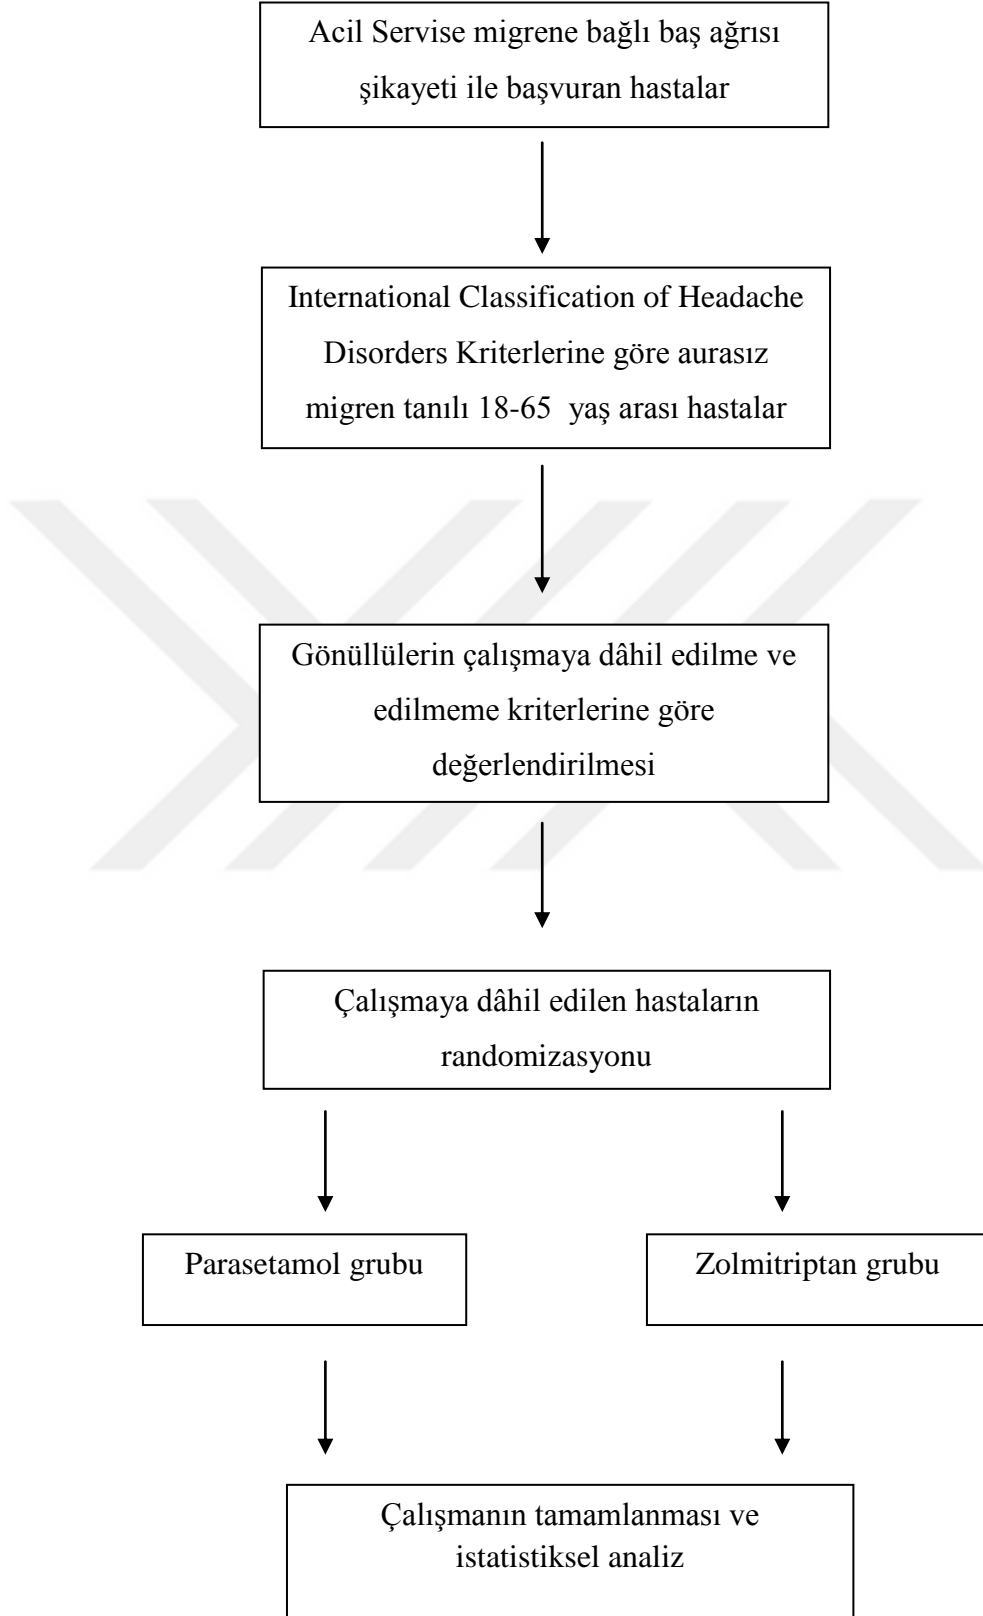 Acil Servise migrene bağlı baş ağrısı
şikayeti ile başvuran hastalar
International Classification of Headache
Disorders Kriterlerine göre aurasız
migren tanılı 18-65  yaş arası hastalar
Gönüllülerin çalışmaya dâhil edilme ve
edilmeme kriterlerine göre
değerlendirilmesi
Çalışmaya dâhil edilen hastaların
randomizasyonu
Parasetamol grubu
Zolmitriptan grubu
Çalışmanın tamamlanması ve
istatistiksel analiz